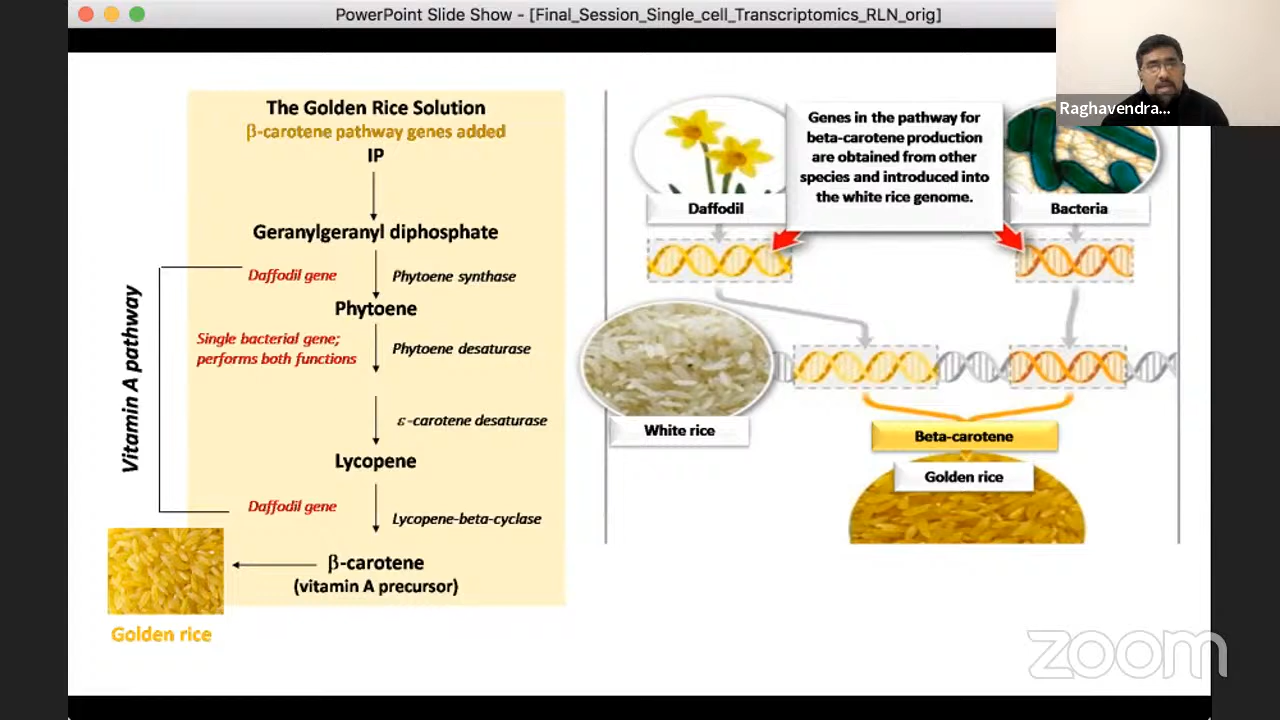 PowerPoint Slide Show - [Final_Session_Single_cell_Transcriptomics_RLN_orig]
Raghavendra...
The Golden Rice Solution
β-carotene pathway genes added
IP
Geranylgeranyl diphosphate
Daffodil gene
Phytoene synthase
Phytoene
Single bacterial gene;
performs both functions
Phytoene desaturase
ε-carotene desaturase
Lycopene
Daffodil gene
Lycopene-beta-cyclase
β-carotene
(vitamin A precursor)
Vitamin A pathway
Golden rice
Genes in the pathway for
beta-carotene production
are obtained from other
species and introduced into
the white rice genome.
Daffodil
Bacteria
White rice
Beta-carotene
Golden rice
zoom